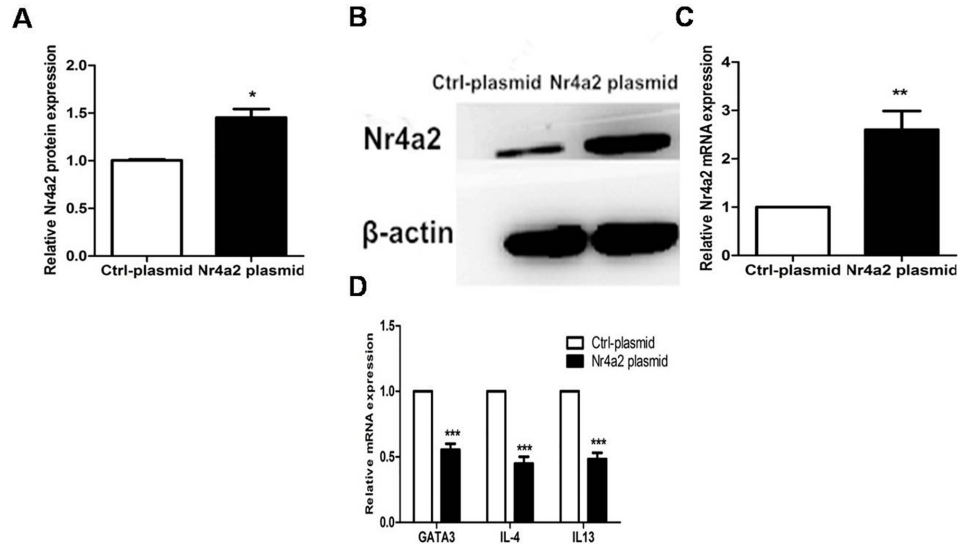 A
Relative Nr4a2 protein expression
2.0
1.5
1.0
0.5
0.0
*
Ctrl-plasmid Nr4a2 plasmid
B
Ctrl-plasmid Nr4a2 plasmid
Nr4a2
β-actin
C
Relative Nr4a2 mRNA expression
4
3
2
1
0
**
Ctrl-plasmid Nr4a2 plasmid
D
Relative mRNA expression
1.5
1.0
0.5
0.0
Ctrl-plasmid
Nr4a2 plasmid
*** *** ***
GATA3 IL-4 IL13